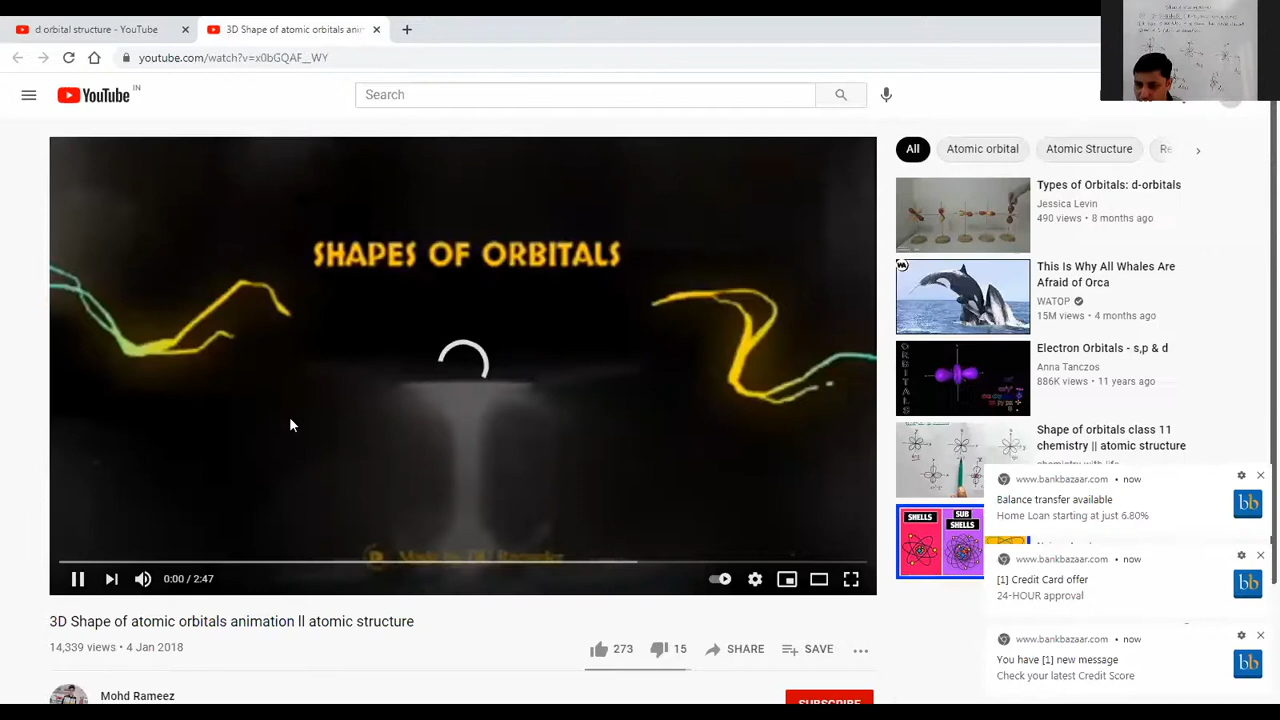 d orbital structure - YouTube
3D Shape of atomic orbitals ani
youtube.com/watch?v=x0bGQAF__WY
YouTube IN
Search
SHAPES OF ORBITALS
0:00 / 2:47
3D Shape of atomic orbitals animation ll atomic structure
14,339 views • 4 Jan 2018
273
15
SHARE
SAVE
Mohd Rameez
SUBSCRIBE
All
Atomic orbital
Atomic Structure
Re
Types of Orbitals: d-orbitals
Jessica Levin
490 views • 8 months ago
This Is Why All Whales Are
Afraid of Orca
WATOP
15M views • 4 months ago
ORBITALS
Electron Orbitals - s,p & d
Anna Tanczos
886K views • 11 years ago
Shape of orbitals class 11
chemistry || atomic structure
SHELLS
SUB
SHELLS
www.bankbazaar.com • now
Balance transfer available
Home Loan starting at just 6.80%
bb
www.bankbazaar.com • now
[1] Credit Card offer
24-HOUR approval
bb
www.bankbazaar.com • now
You have [1] new message
Check your latest Credit Score
bb